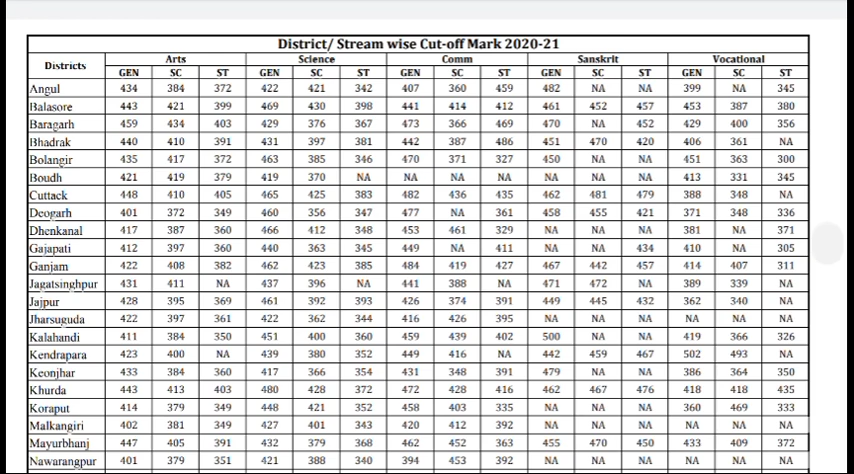 District/ Stream wise Cut-off Mark 2020-21
Districts Arts Science Comm Sanskrit Vocational
GEN SC ST GEN SC ST GEN SC ST GEN SC ST GEN SC ST
Angul 434 384 372 422 421 342 407 360 459 482 NA NA 399 NA 345
Balasore 443 421 399 469 430 398 441 414 412 461 452 457 453 387 380
Baragarh 459 434 403 429 376 367 473 366 469 470 NA 452 429 400 356
Bhadrak 440 410 391 431 397 381 442 387 486 451 470 420 406 361 NA
Bolangir 435 417 372 463 385 346 470 371 327 450 NA NA 451 363 300
Boudh 421 419 379 419 370 NA NA NA NA NA NA NA 413 331 345
Cuttack 448 410 405 465 425 383 482 436 435 462 481 479 388 348 NA
Deogarh 401 372 349 460 356 347 477 NA 361 458 455 421 371 348 336
Dhenkanal 417 387 360 466 412 348 453 461 329 NA NA NA 381 NA 371
Gajapati 412 397 360 440 363 345 449 NA 411 NA NA 434 410 NA 305
Ganjam 422 408 382 462 423 385 484 419 427 467 442 457 414 407 311
Jagatsinghpur 431 411 NA 437 396 NA 441 388 NA 471 472 NA 389 339 NA
Jajpur 428 395 369 461 392 393 426 374 391 449 445 432 362 340 NA
Jharsuguda 422 397 361 422 362 344 416 426 395 NA NA NA NA NA NA
Kalahandi 411 384 350 451 400 360 459 439 402 500 NA NA 419 366 326
Kendrapara 423 400 NA 439 380 352 449 416 NA 442 459 467 502 493 NA
Keonjhar 433 384 360 417 366 354 431 348 391 479 NA NA 386 364 350
Khurda 443 413 403 480 428 372 472 428 416 462 467 476 418 418 435
Koraput 414 379 349 448 421 352 458 403 335 NA NA NA 360 469 333
Malkangiri 402 381 349 427 401 343 420 412 392 NA NA NA NA NA NA
Mayurbhanj 447 405 391 432 379 368 462 452 363 455 470 450 433 409 372
Nawarangpur 401 379 351 421 388 340 394 453 392 NA NA NA NA NA NA